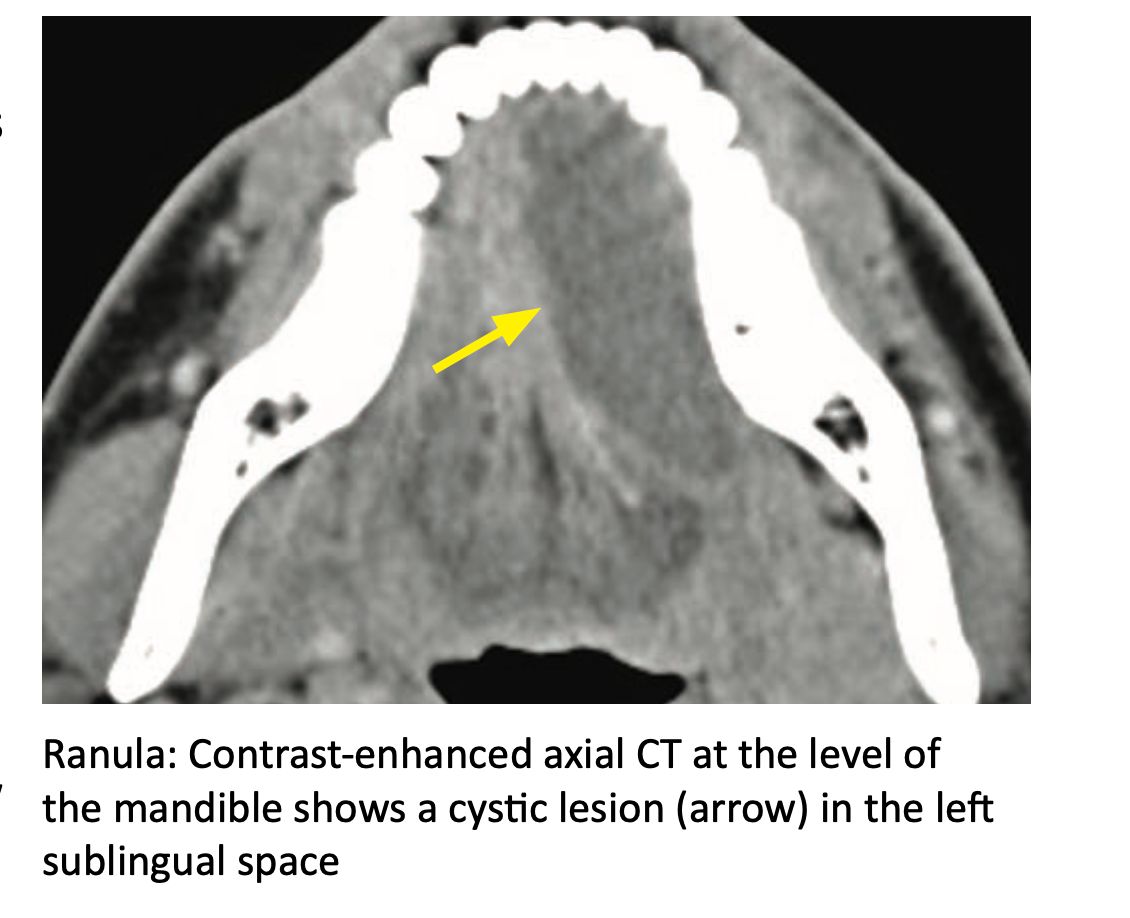 Ranula: Contrast-enhanced axial CT at the level of
the mandible shows a cystic lesion (arrow) in the left
sublingual space